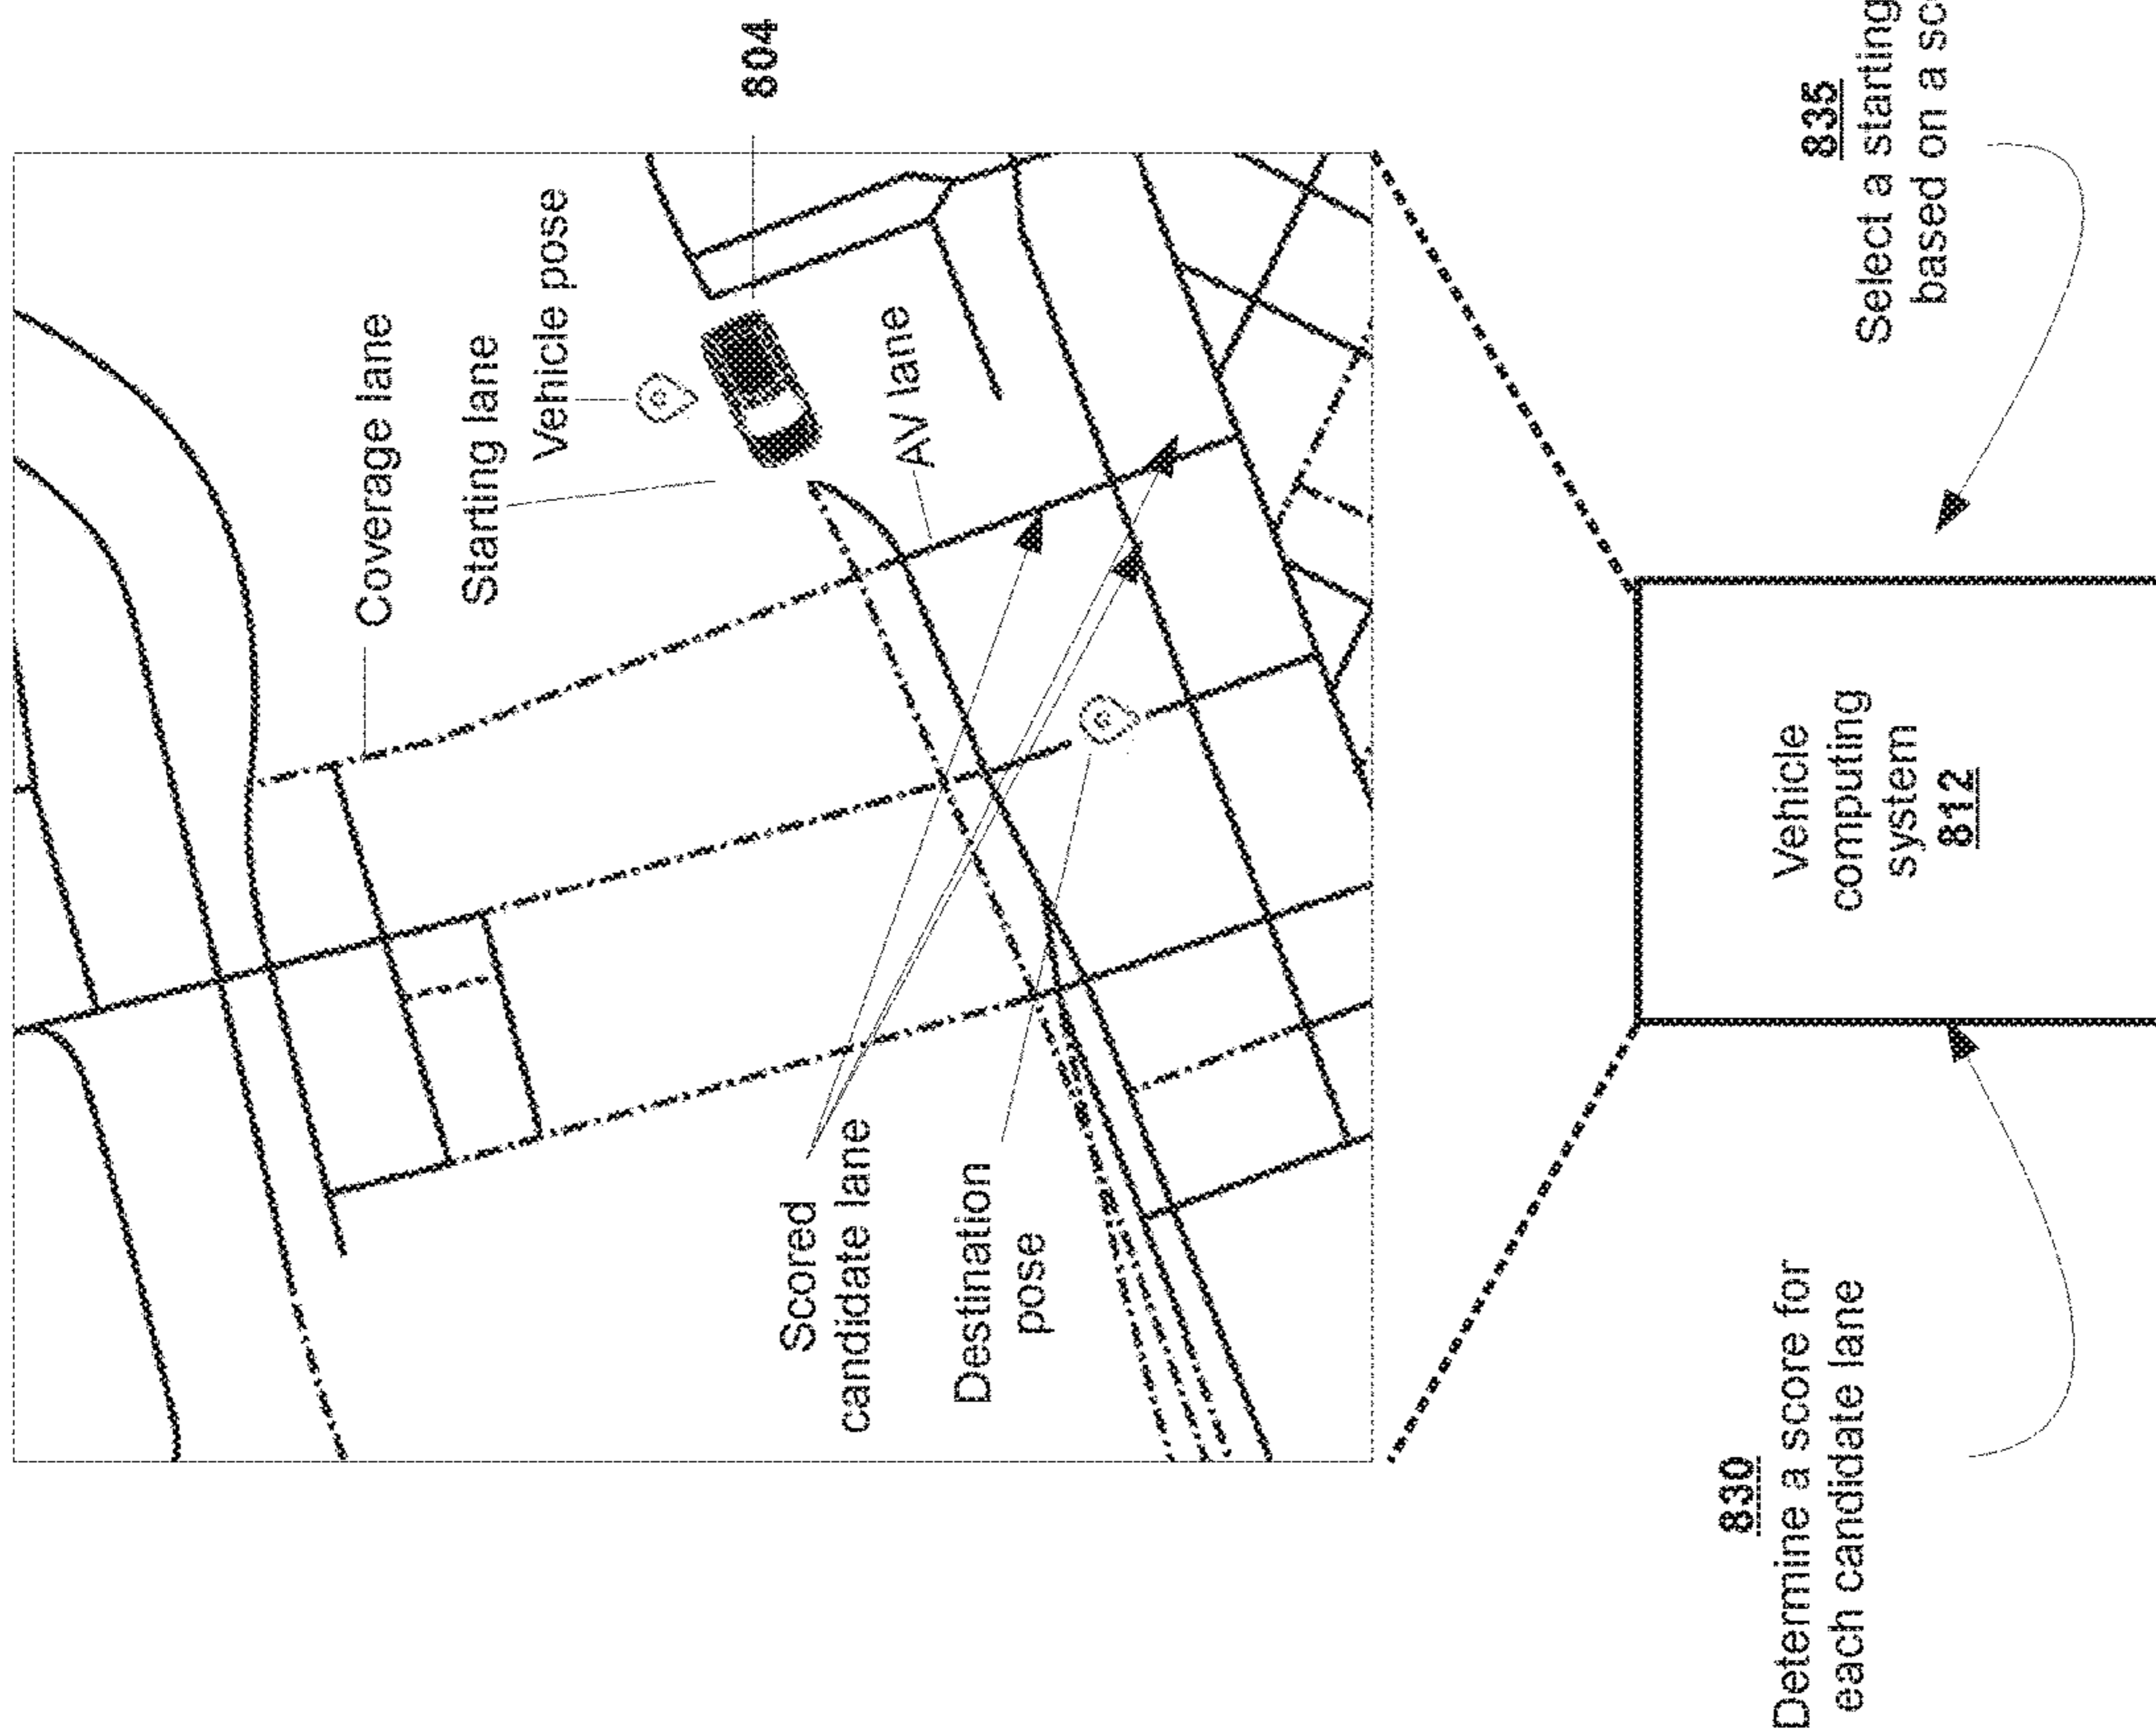 804
Coverage lane
Starting lane
Vehicle pose
AV lane
Scored
candidate lane
Destination
pose
830
Determine a score for
each candidate lane
Vehicle
computing
system
812
835
Select a starting
based on a